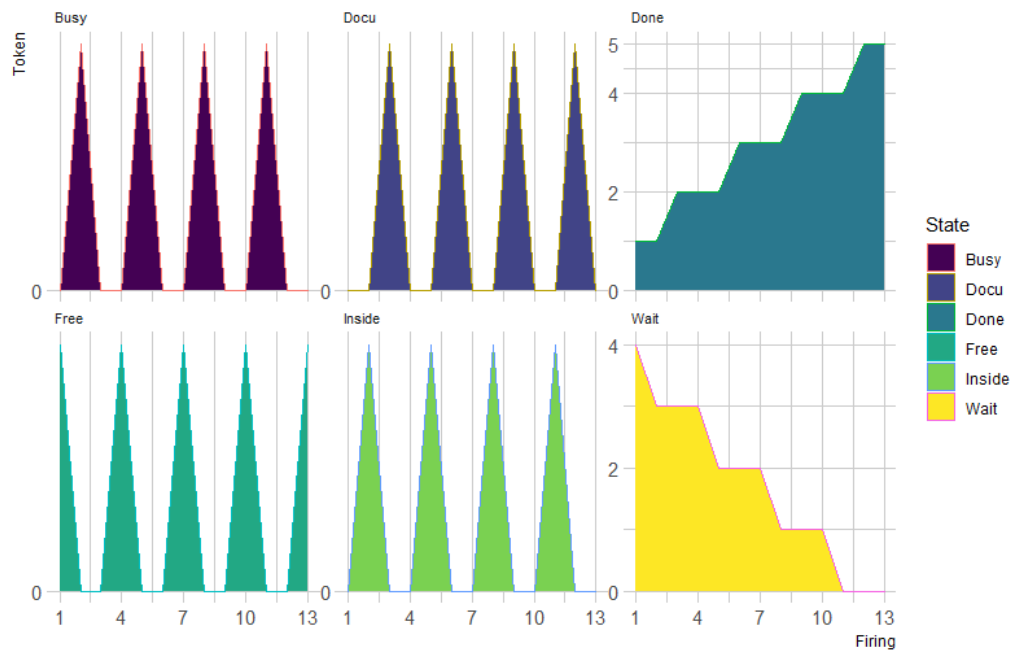 Busy Docu Done
Token
5
4
2
0 0 0
State
Busy
Docu
Done
Free
Inside
Wait
Free Inside Wait
4
2
0 0 0
1 4 7 10 13 1 4 7 10 13 1 4 7 10 13
Firing